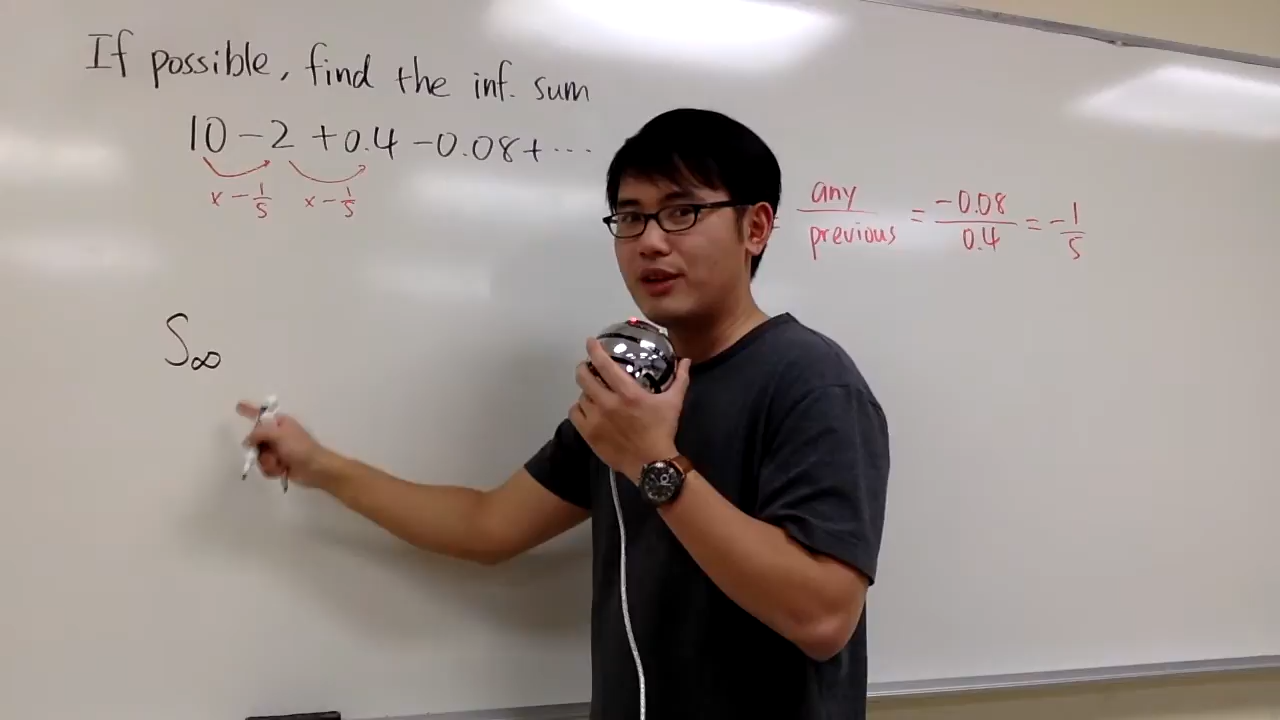 If possible, find the inf. sum
10 - 2 + 0.4 - 0.08 + ...
x - 1/5 x - 1/5
= any/previous = -0.08/0.4 = -1/5
S∞